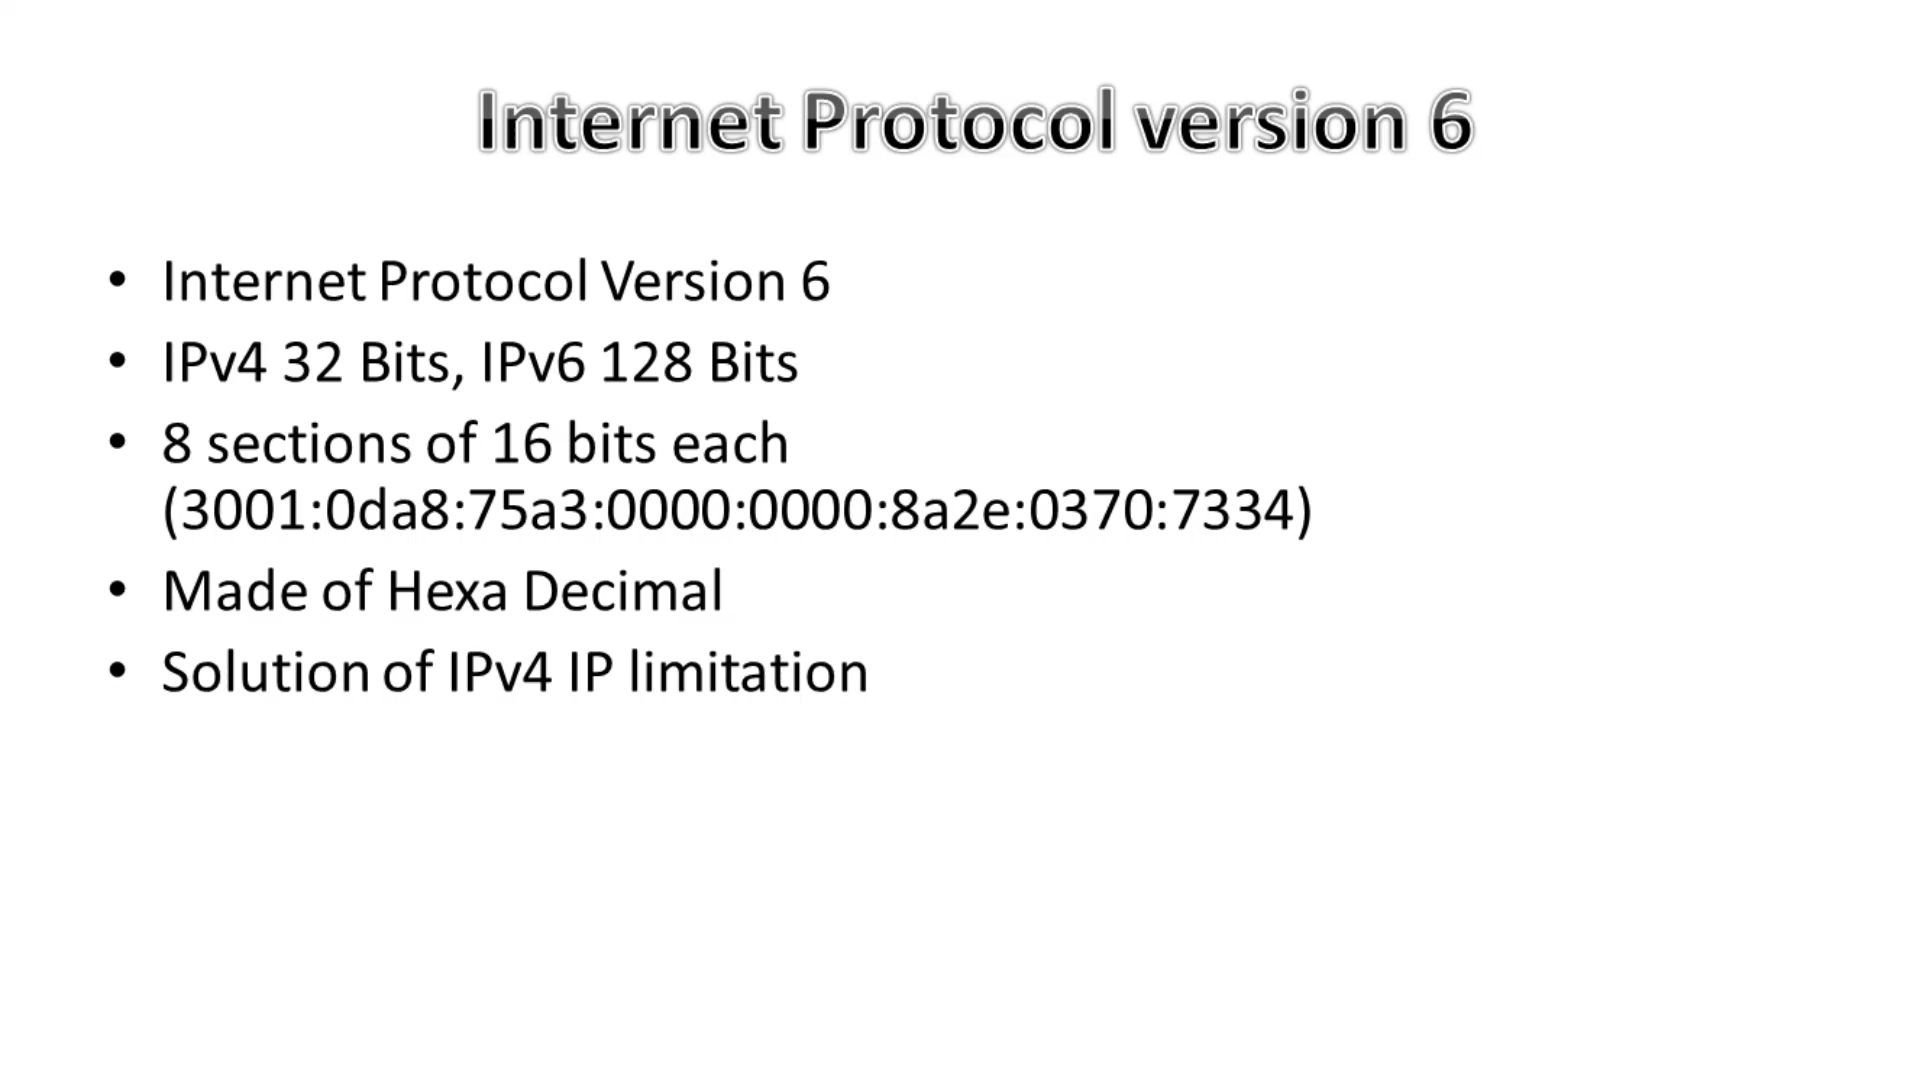 Internet Protocol version 6
• Internet Protocol Version 6
• IPv4 32 Bits, IPv6 128 Bits
• 8 sections of 16 bits each
(3001:0da8:75a3:0000:0000:8a2e:0370:7334)
• Made of Hexa Decimal
• Solution of IPv4 IP limitation